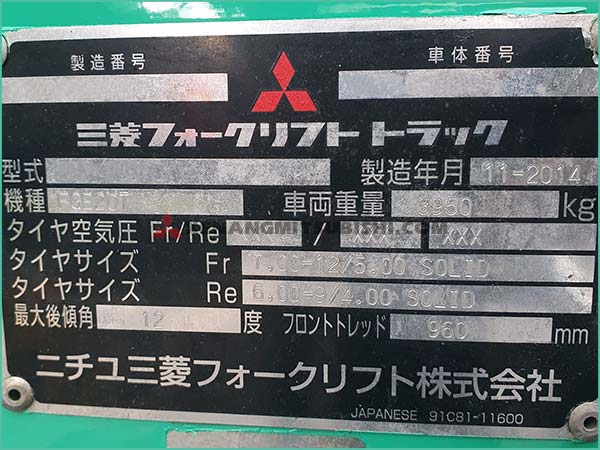 製造番号 車体番号
三菱フォークリフト トラック
型式 製造年月 11-2014
機種 FGE20T 車両重量 3950 kg
タイヤ空気圧 Fr/Re XXX / XXX XXX
タイヤサイズ Fr 7.00-12/5.00 SOLID
タイヤサイズ Re 6.00-9/4.00 SOLID
最大後傾角 12 度 フロントトレッド 960 mm
ニチユ三菱フォークリフト株式会社
JAPANESE 91C81-11600